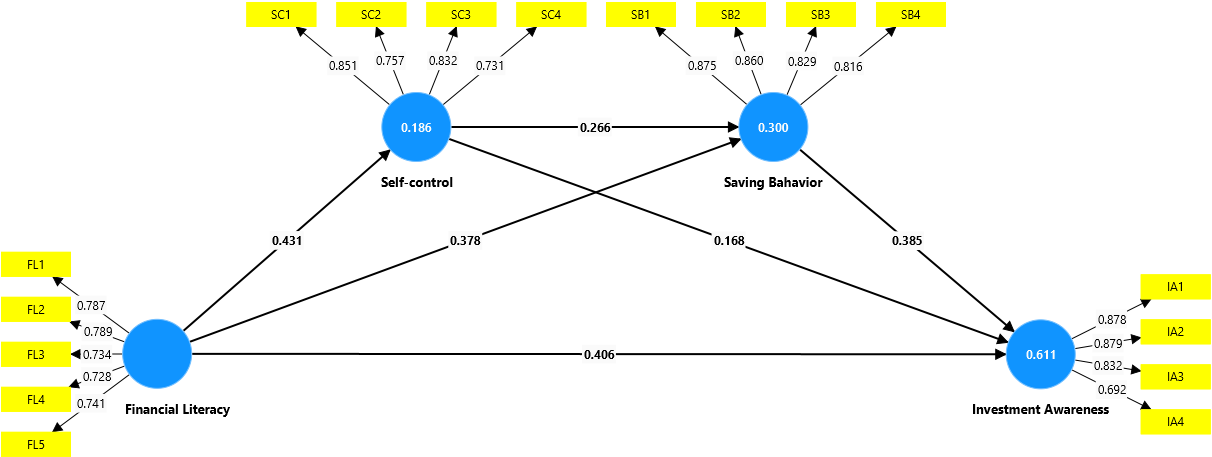 SC1 SC2 SC3 SC4 SB1 SB2 SB3 SB4
0.851 0.757 0.832 0.731 0.875 0.860 0.829 0.816
0.186 0.266 0.300
Self-control Saving Bahavior
0.431 0.378 0.168 0.385
FL1
FL2
FL3
FL4
FL5
0.787
0.789
0.734
0.728
0.741
Financial Literacy
0.406
0.611
Investment Awareness
0.878
0.879
0.832
0.692
IA1
IA2
IA3
IA4